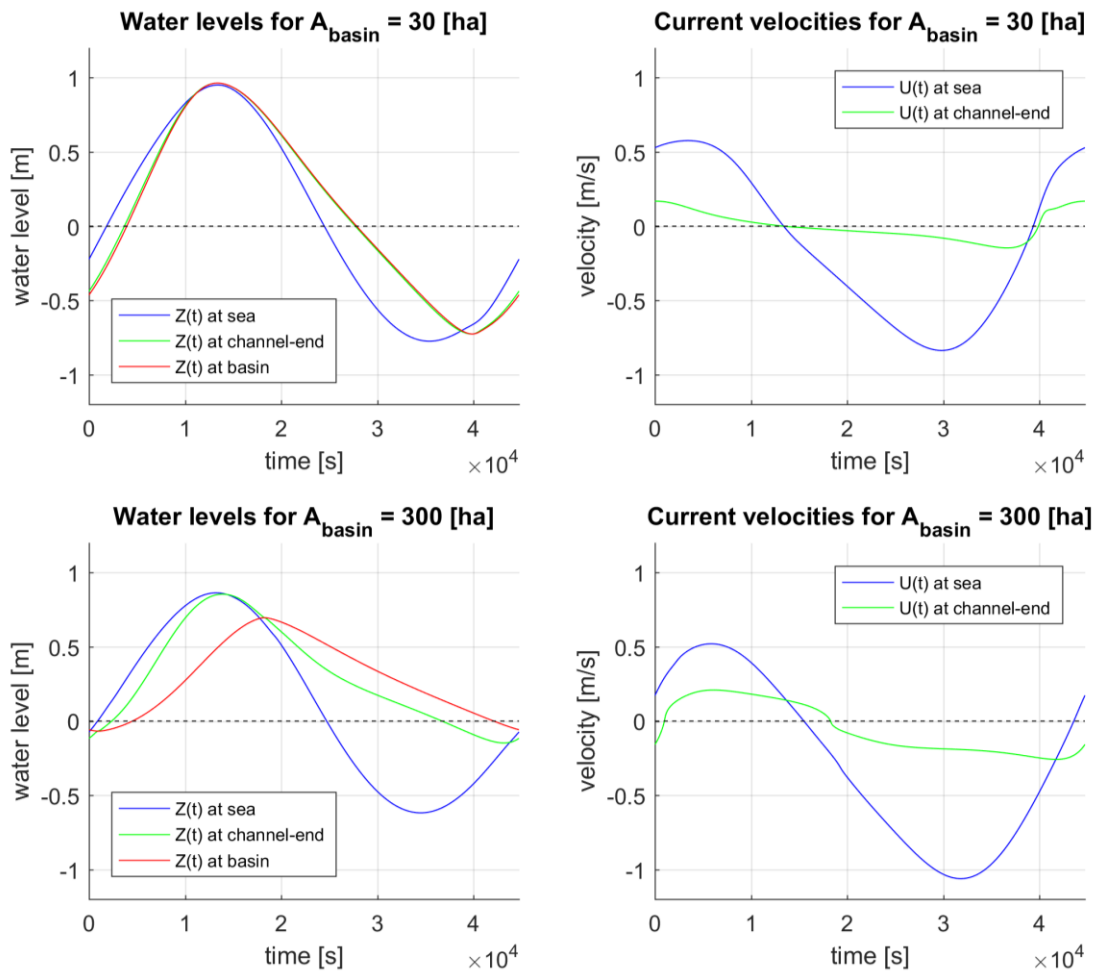 Water levels for A_basin = 30 [ha]
1
0.5
0
-0.5
-1
water level [m]
Z(t) at sea
Z(t) at channel-end
Z(t) at basin
0 1 2 3 4
time [s]
×10^4
Current velocities for A_basin = 30 [ha]
1
0.5
0
-0.5
-1
velocity [m/s]
U(t) at sea
U(t) at channel-end
0 1 2 3 4
time [s]
×10^4
Water levels for A_basin = 300 [ha]
1
0.5
0
-0.5
-1
water level [m]
Z(t) at sea
Z(t) at channel-end
Z(t) at basin
0 1 2 3 4
time [s]
×10^4
Current velocities for A_basin = 300 [ha]
1
0.5
0
-0.5
-1
velocity [m/s]
U(t) at sea
U(t) at channel-end
0 1 2 3 4
time [s]
×10^4